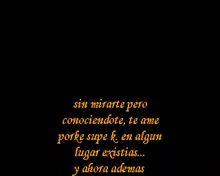 sin mirarte pero
conociendote, te ame
porke supe k. en algun
lugar existias...
y ahora ademas